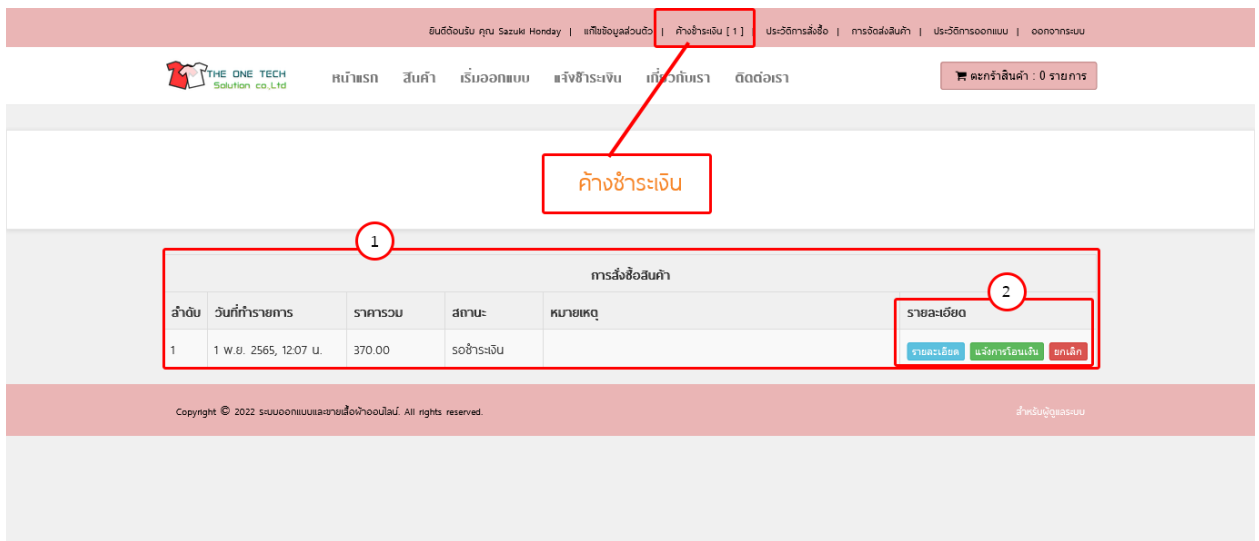 ยินดีต้อนรับ คุณ Sazuki Honday | แก้ไขข้อมูลส่วนตัว | ค้างชำระเงิน [ 1 ] | ประวัติการสั่งซื้อ | การจัดส่งสินค้า | ประวัติการออกแบบ | ออกจากระบบ
THE ONE TECH
Solution co.,Ltd
หน้าแรก สินค้า เริ่มออกแบบ แจ้งชำระเงิน เกี่ยวกับเรา ติดต่อเรา
ตะกร้าสินค้า : 0 รายการ
ค้างชำระเงิน
1
การสั่งซื้อสินค้า
2
ลำดับ วันที่ทำรายการ ราคารวม สถานะ หมายเหตุ รายละเอียด
1 1 พ.ย. 2565, 12:07 น. 370.00 รอชำระเงิน รายละเอียด แจ้งการโอนเงิน ยกเลิก
Copyright © 2022 ระบบออกแบบและขายเสื้อผ้าออนไลน์. All rights reserved.
สำหรับผู้ดูแลระบบ